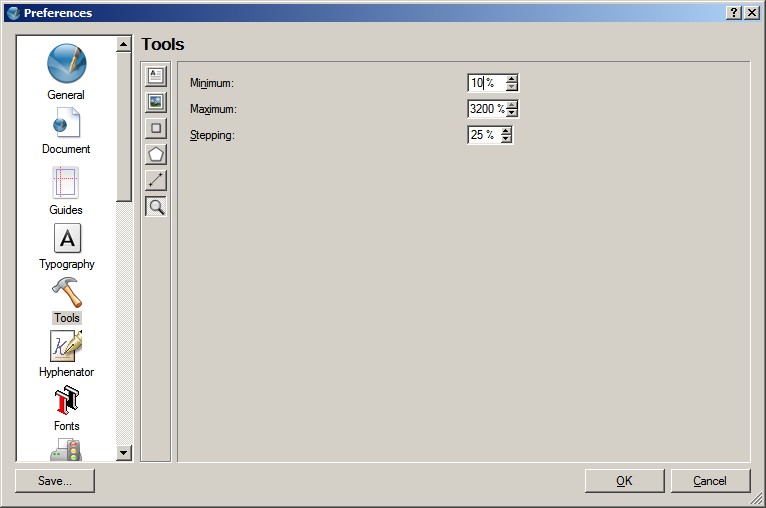 Preferences
Tools
General
Document
Guides
Typography
Tools
Hyphenator
Fonts
Minimum: 10 %
Maximum: 3200 %
Stepping: 25 %
Save...
OK
Cancel